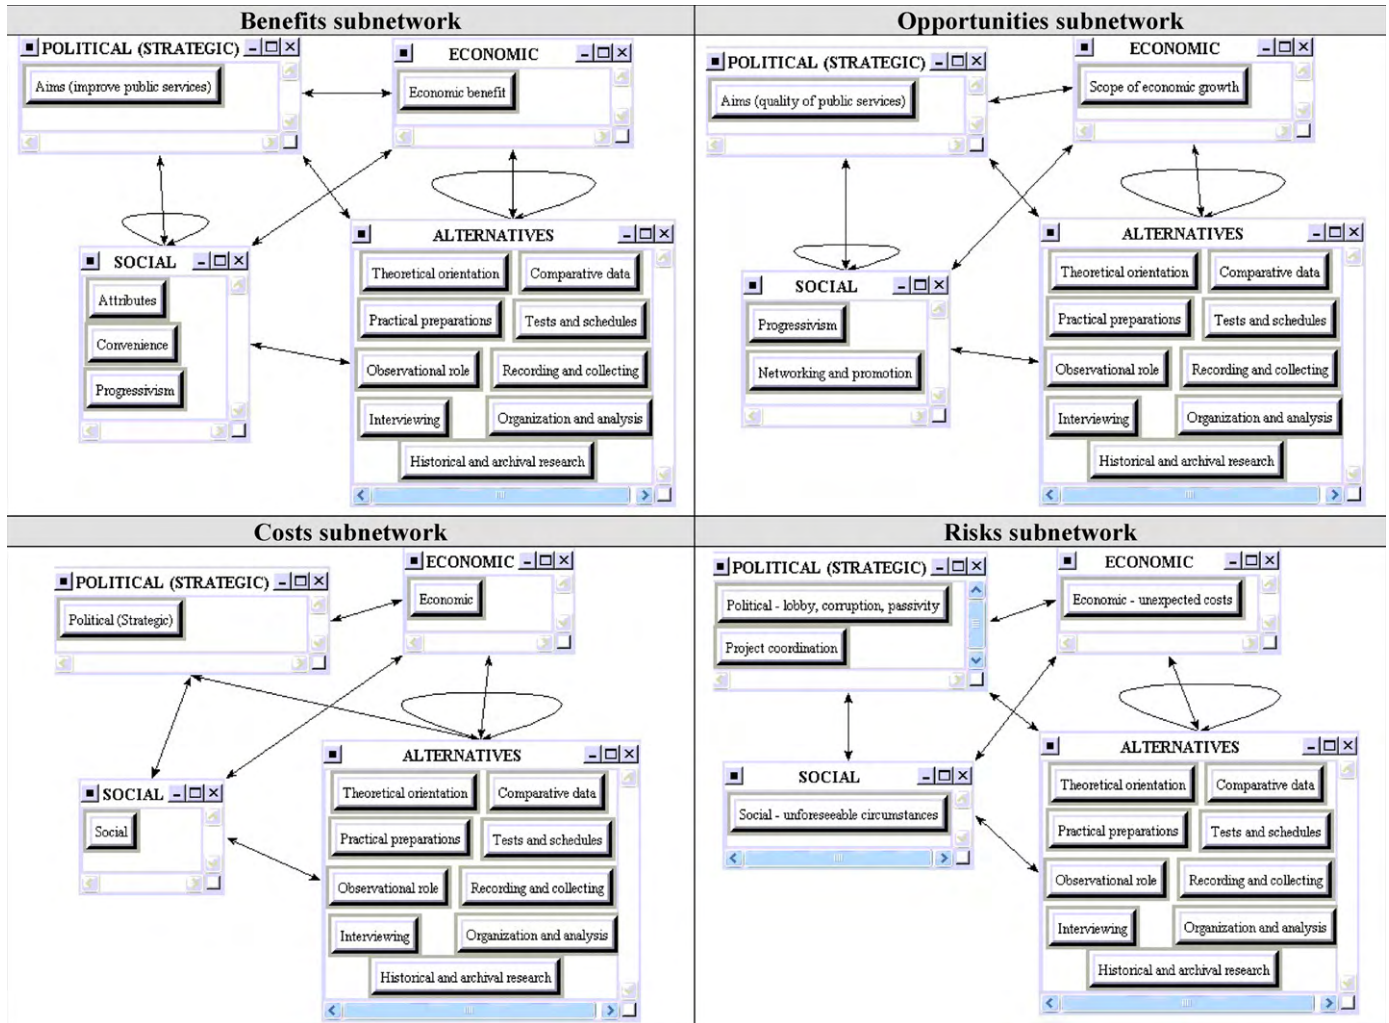 Benefits subnetwork
POLITICAL (STRATEGIC)
Aims (improve public services)
ECONOMIC
Economic benefit
SOCIAL
Attributes
Convenience
Progressivism
ALTERNATIVES
Theoretical orientation
Comparative data
Practical preparations
Tests and schedules
Observational role
Recording and collecting
Interviewing
Organization and analysis
Historical and archival research
Opportunities subnetwork
POLITICAL (STRATEGIC)
Aims (quality of public services)
ECONOMIC
Scope of economic growth
SOCIAL
Progressivism
Networking and promotion
ALTERNATIVES
Theoretical orientation
Comparative data
Practical preparations
Tests and schedules
Observational role
Recording and collecting
Interviewing
Organization and analysis
Historical and archival research
Costs subnetwork
POLITICAL (STRATEGIC)
Political (Strategic)
ECONOMIC
Economic
SOCIAL
Social
ALTERNATIVES
Theoretical orientation
Comparative data
Practical preparations
Tests and schedules
Observational role
Recording and collecting
Interviewing
Organization and analysis
Historical and archival research
Risks subnetwork
POLITICAL (STRATEGIC)
Political - lobby, corruption, passivity
Project coordination
ECONOMIC
Economic - unexpected costs
SOCIAL
Social - unforeseeable circumstances
ALTERNATIVES
Theoretical orientation
Comparative data
Practical preparations
Tests and schedules
Observational role
Recording and collecting
Interviewing
Organization and analysis
Historical and archival research